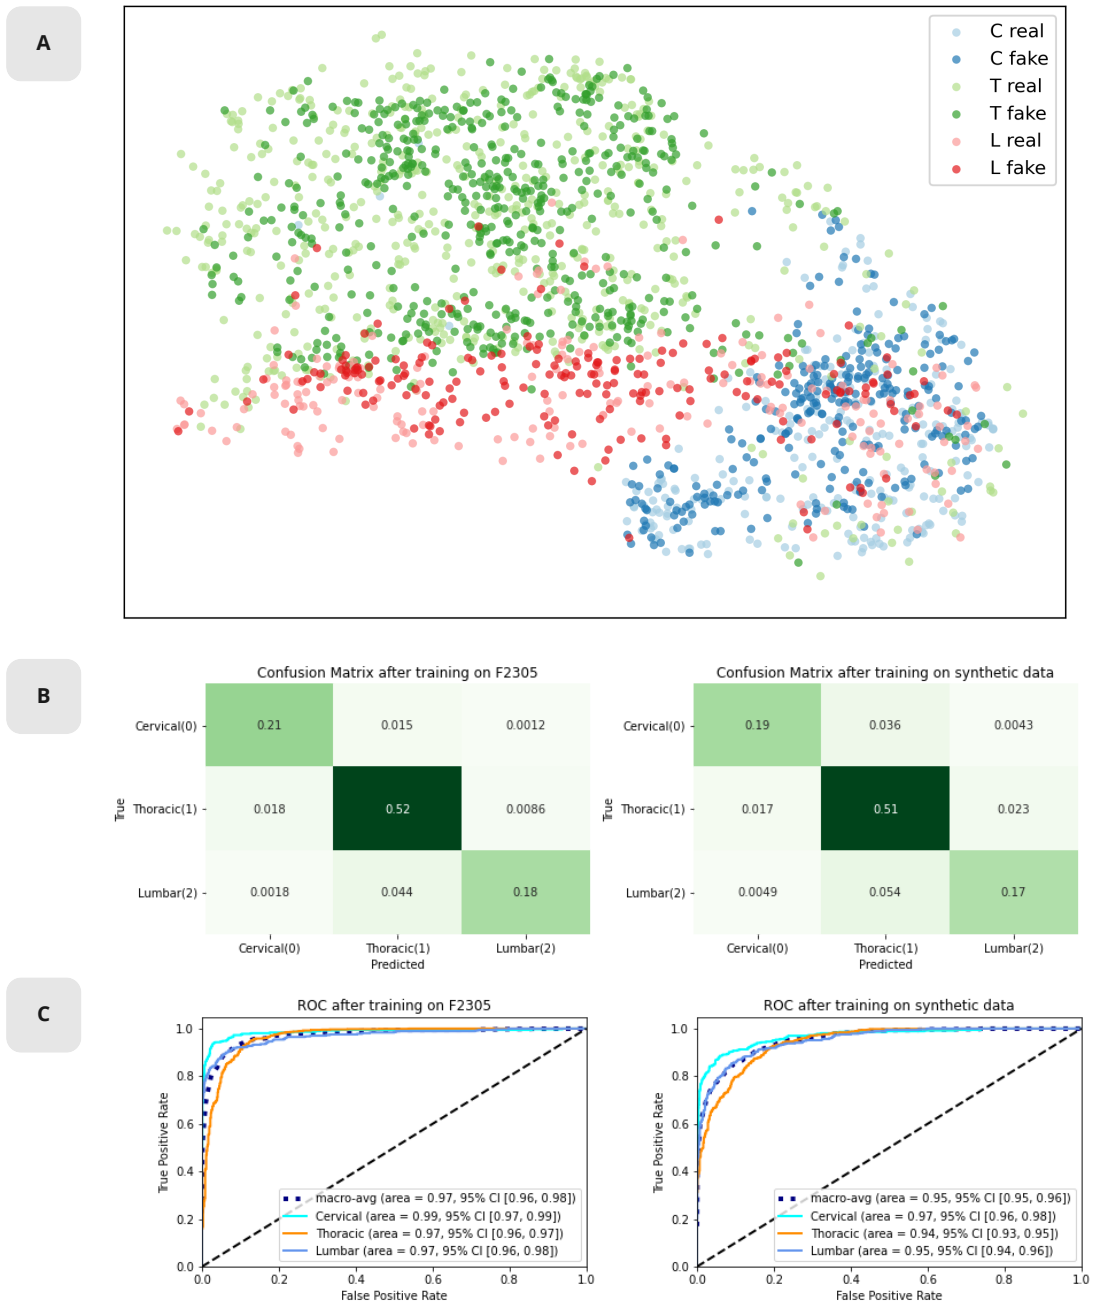 A
C real
C fake
T real
T fake
L real
L fake
B
Confusion Matrix after training on F2305
Cervical(0)
0.21
0.015
0.0012
True
Thoracic(1)
0.018
0.52
0.0086
Lumbar(2)
0.0018
0.044
0.18
Cervical(0)
Thoracic(1)
Lumbar(2)
Predicted
Confusion Matrix after training on synthetic data
Cervical(0)
0.19
0.036
0.0043
True
Thoracic(1)
0.017
0.51
0.023
Lumbar(2)
0.0049
0.054
0.17
Cervical(0)
Thoracic(1)
Lumbar(2)
Predicted
C
ROC after training on F2305
True Positive Rate
1.0
0.8
0.6
0.4
0.2
0.0
macro-avg (area = 0.97, 95% CI [0.96, 0.98])
Cervical (area = 0.99, 95% CI [0.97, 0.99])
Thoracic (area = 0.97, 95% CI [0.96, 0.97])
Lumbar (area = 0.97, 95% CI [0.96, 0.98])
0.0
0.2
0.4
0.6
0.8
1.0
False Positive Rate
ROC after training on synthetic data
True Positive Rate
1.0
0.8
0.6
0.4
0.2
0.0
macro-avg (area = 0.95, 95% CI [0.95, 0.96])
Cervical (area = 0.97, 95% CI [0.96, 0.98])
Thoracic (area = 0.94, 95% CI [0.93, 0.95])
Lumbar (area = 0.95, 95% CI [0.94, 0.96])
0.0
0.2
0.4
0.6
0.8
1.0
False Positive Rate